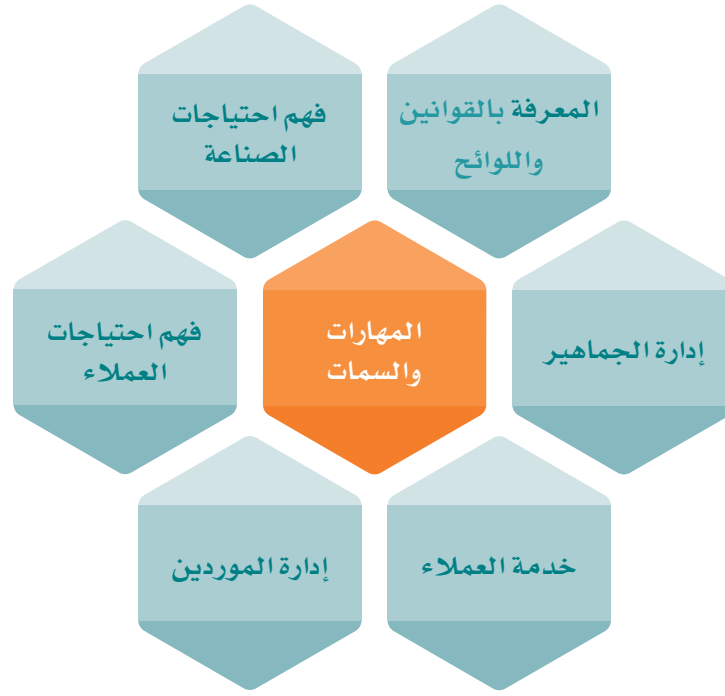 المعرفة بالقوانين
واللوائح
فهم احتياجات
الصناعة
إدارة الجماهير
المهارات
والسمات
فهم احتياجات
العملاء
خدمة العملاء
إدارة الموردين